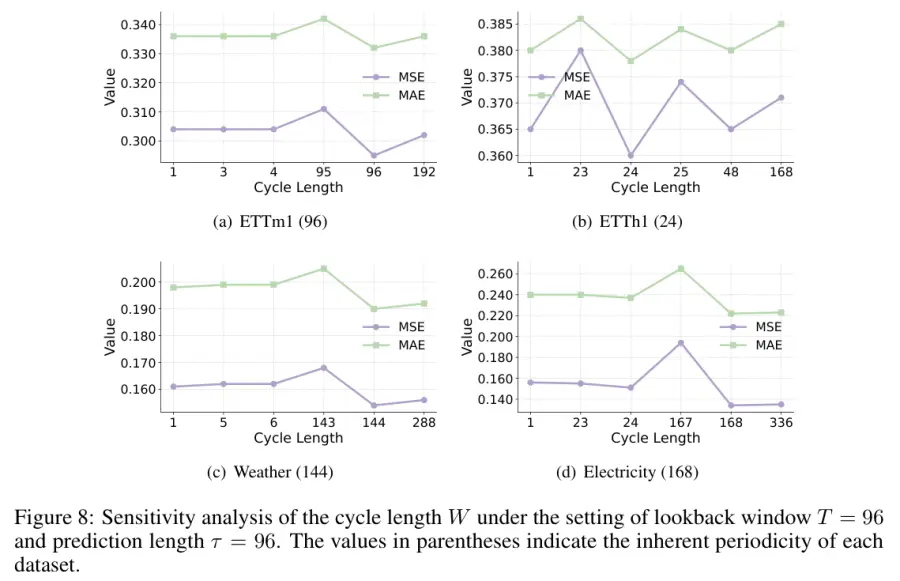 0.340
0.330
0.320
0.310
0.300
Value
MSE
MAE
1 3 4 95 96 192
Cycle Length
(a) ETTm1 (96)
0.385
0.380
0.375
0.370
0.365
0.360
Value
MSE
MAE
1 23 24 25 48 168
Cycle Length
(b) ETTh1 (24)
0.200
0.190
0.180
0.170
0.160
Value
MSE
MAE
1 5 6 143 144 288
Cycle Length
(c) Weather (144)
0.260
0.240
0.220
0.200
0.180
0.160
0.140
Value
MSE
MAE
1 23 24 167 168 336
Cycle Length
(d) Electricity (168)
Figure 8: Sensitivity analysis of the cycle length W under the setting of lookback window T = 96
and prediction length τ = 96. The values in parentheses indicate the inherent periodicity of each
dataset.